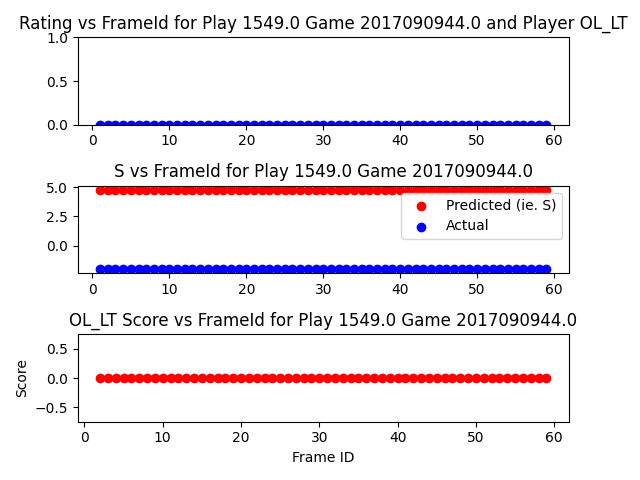 Rating vs FrameId for Play 1549.0 Game 2017090944.0 and Player OL_LT
1.0
0.5
0.0
0 10 20 30 40 50 60
S vs FrameId for Play 1549.0 Game 2017090944.0
5.0
2.5
0.0
Predicted (ie. S)
Actual
0 10 20 30 40 50 60
OL_LT Score vs FrameId for Play 1549.0 Game 2017090944.0
Score
0.5
0.0
−0.5
0 10 20 30 40 50 60
Frame ID